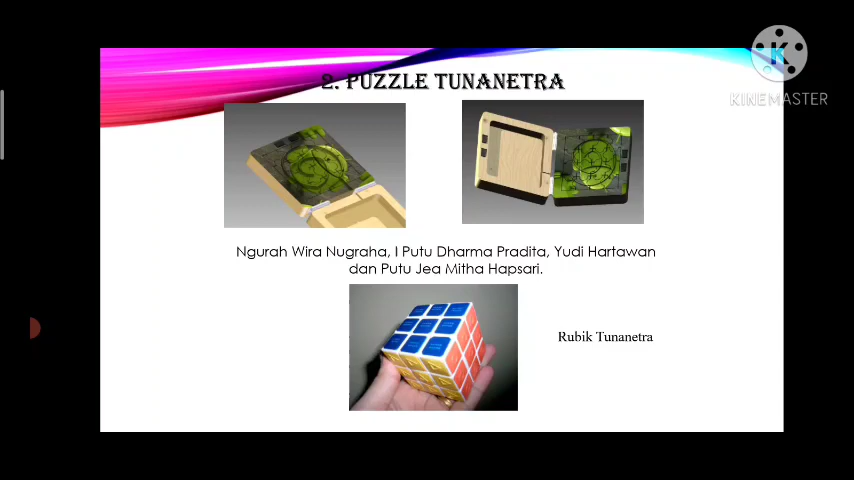 KINEMASTER
2. PUZZLE TUNANETRA
Ngurah Wira Nugraha, I Putu Dharma Pradita, Yudi Hartawan
dan Putu Jea Mitha Hapsari.
Rubik Tunanetra